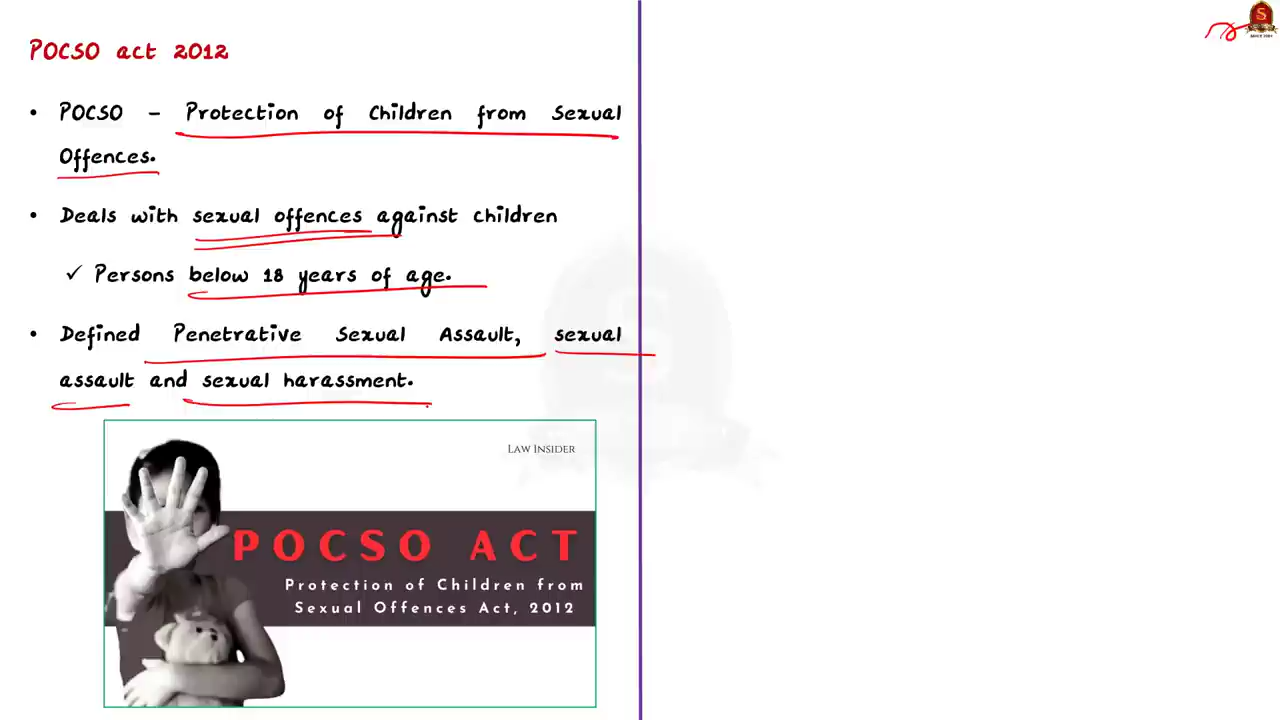 POCSO act 2012
• POCSO - Protection of Children from Sexual
Offences.
• Deals with sexual offences against children
✓ Persons below 18 years of age.
• Defined Penetrative Sexual Assault, sexual
assault and sexual harassment.
LAW INSIDER
POCSO ACT
Protection of Children from
Sexual Offences Act, 2012
S